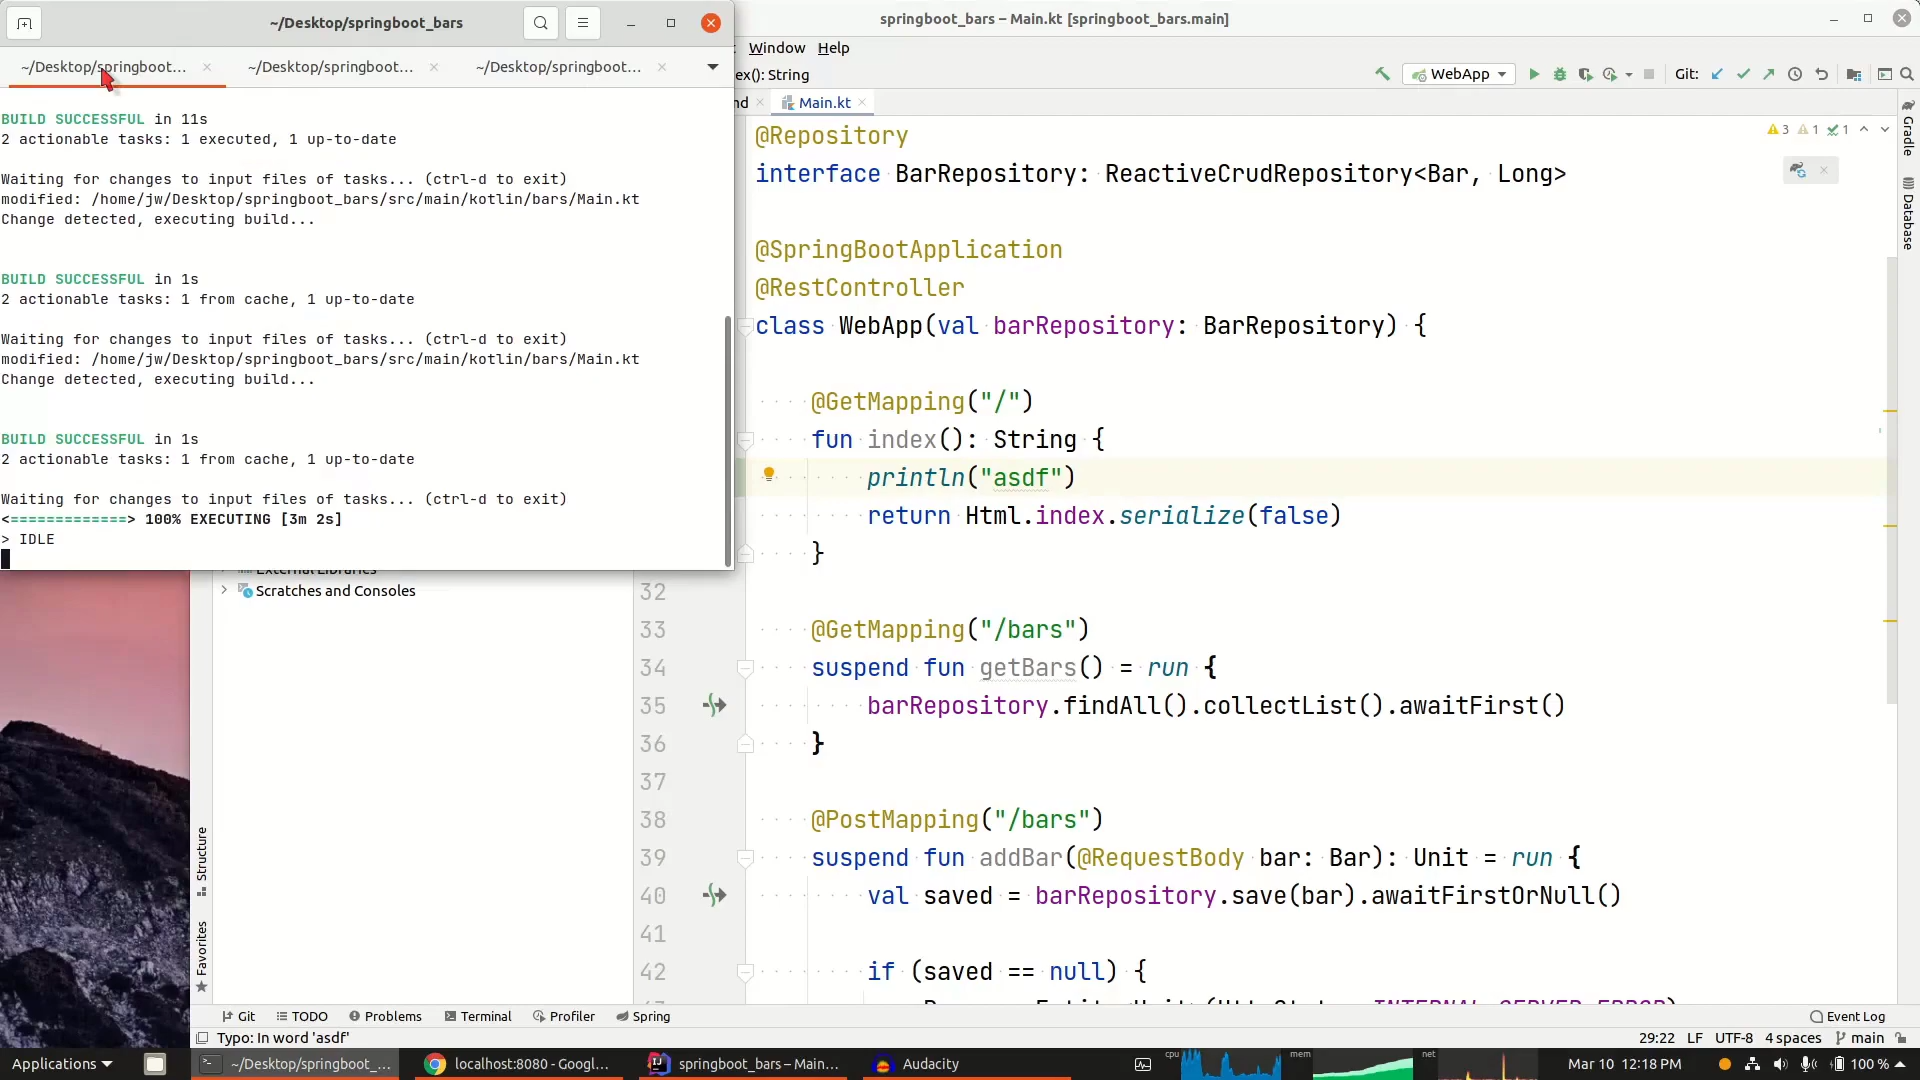 ~/Desktop/springboot_bars
~/Desktop/springboot...
~/Desktop/springboot...
~/Desktop/springboot...
BUILD SUCCESSFUL in 11s
2 actionable tasks: 1 executed, 1 up-to-date
Waiting for changes to input files of tasks... (ctrl-d to exit)
modified: /home/jw/Desktop/springboot_bars/src/main/kotlin/bars/Main.kt
Change detected, executing build...
BUILD SUCCESSFUL in 1s
2 actionable tasks: 1 from cache, 1 up-to-date
Waiting for changes to input files of tasks... (ctrl-d to exit)
modified: /home/jw/Desktop/springboot_bars/src/main/kotlin/bars/Main.kt
Change detected, executing build...
BUILD SUCCESSFUL in 1s
2 actionable tasks: 1 from cache, 1 up-to-date
Waiting for changes to input files of tasks... (ctrl-d to exit)
<=============> 100% EXECUTING [3m 2s]
> IDLE
springboot_bars – Main.kt [springboot_bars.main]
Window Help
ex(): String
WebApp
Git:
nd
Main.kt
3 1 1
Gradle
Database
@Repository
interface BarRepository: ReactiveCrudRepository<Bar, Long>
@SpringBootApplication
@RestController
class WebApp(val barRepository: BarRepository) {
@GetMapping("/")
fun index(): String {
println("asdf")
return Html.index.serialize(false)
}
32
33 @GetMapping("/bars")
34 suspend fun getBars() = run {
35 barRepository.findAll().collectList().awaitFirst()
36 }
37
38 @PostMapping("/bars")
39 suspend fun addBar(@RequestBody bar: Bar): Unit = run {
40 val saved = barRepository.save(bar).awaitFirstOrNull()
41
42 if (saved == null) {
External Libraries
Scratches and Consoles
Structure
Favorites
Git TODO Problems Terminal Profiler Spring
Event Log
Typo: In word 'asdf'
29:22 LF UTF-8 4 spaces main
Applications
~/Desktop/springboot_...
localhost:8080 - Googl...
springboot_bars – Main...
Audacity
cpu
mem
net
Mar 10 12:18 PM
100 %